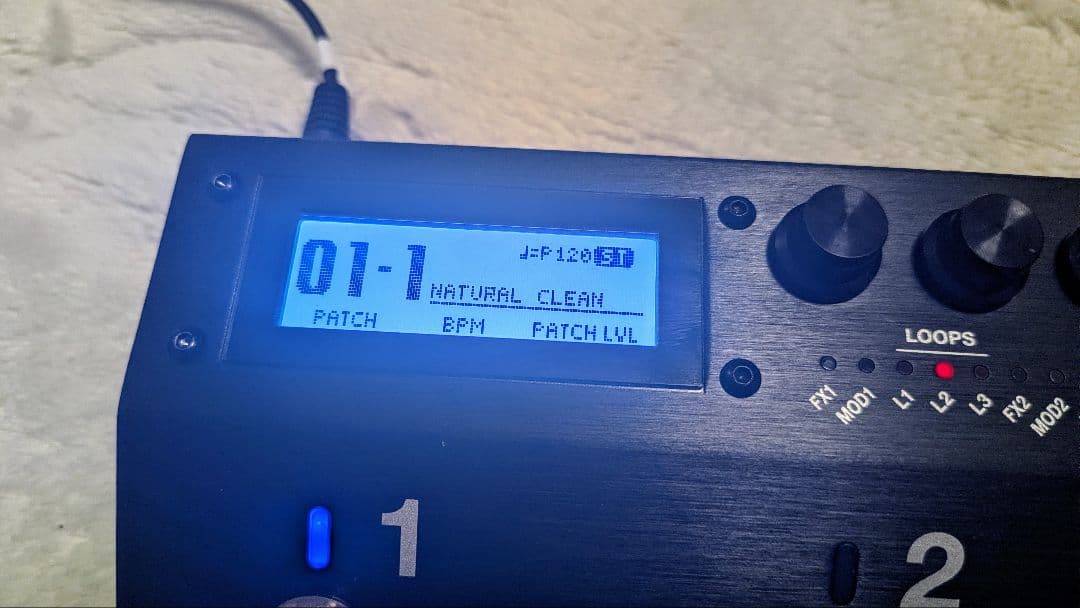 01-1
♩=P120 ST
NATURAL CLEAN
PATCH BPM PATCH LVL
LOOPS
FX1 MOD1 L1 L2 L3 FX2 MOD2
1
2